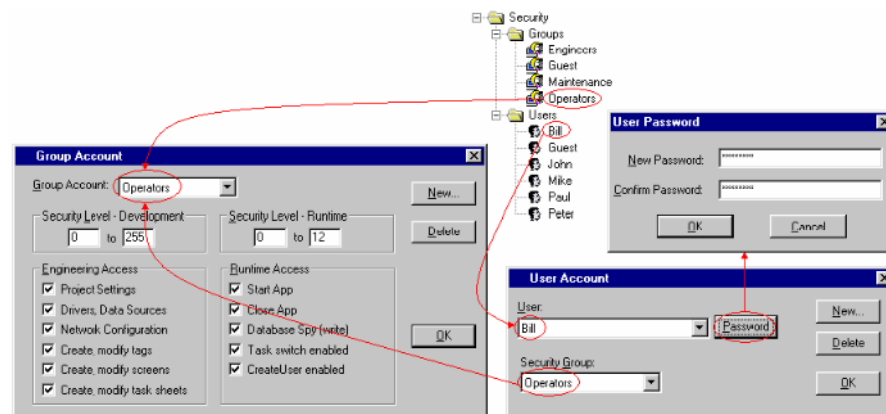 Security
Groups
Engineers
Guest
Maintenance
Operators
Users
Bill
Guest
John
Mike
Paul
Peter
Group Account
Group Account: Operators
New...
Delete
Security Level - Development
0 to 255
Security Level - Runtime
0 to 12
Engineering Access
Project Settings
Drivers, Data Sources
Network Configuration
Create, modify tags
Create, modify screens
Create, modify task sheets
Runtime Access
Start App
Close App
Database Spy (write)
Task switch enabled
CreateUser enabled
OK
User Password
New Password: ********
Confirm Password: ********
OK
Cancel
User Account
User:
Bill
Password
New...
Delete
Security Group:
Operators
OK